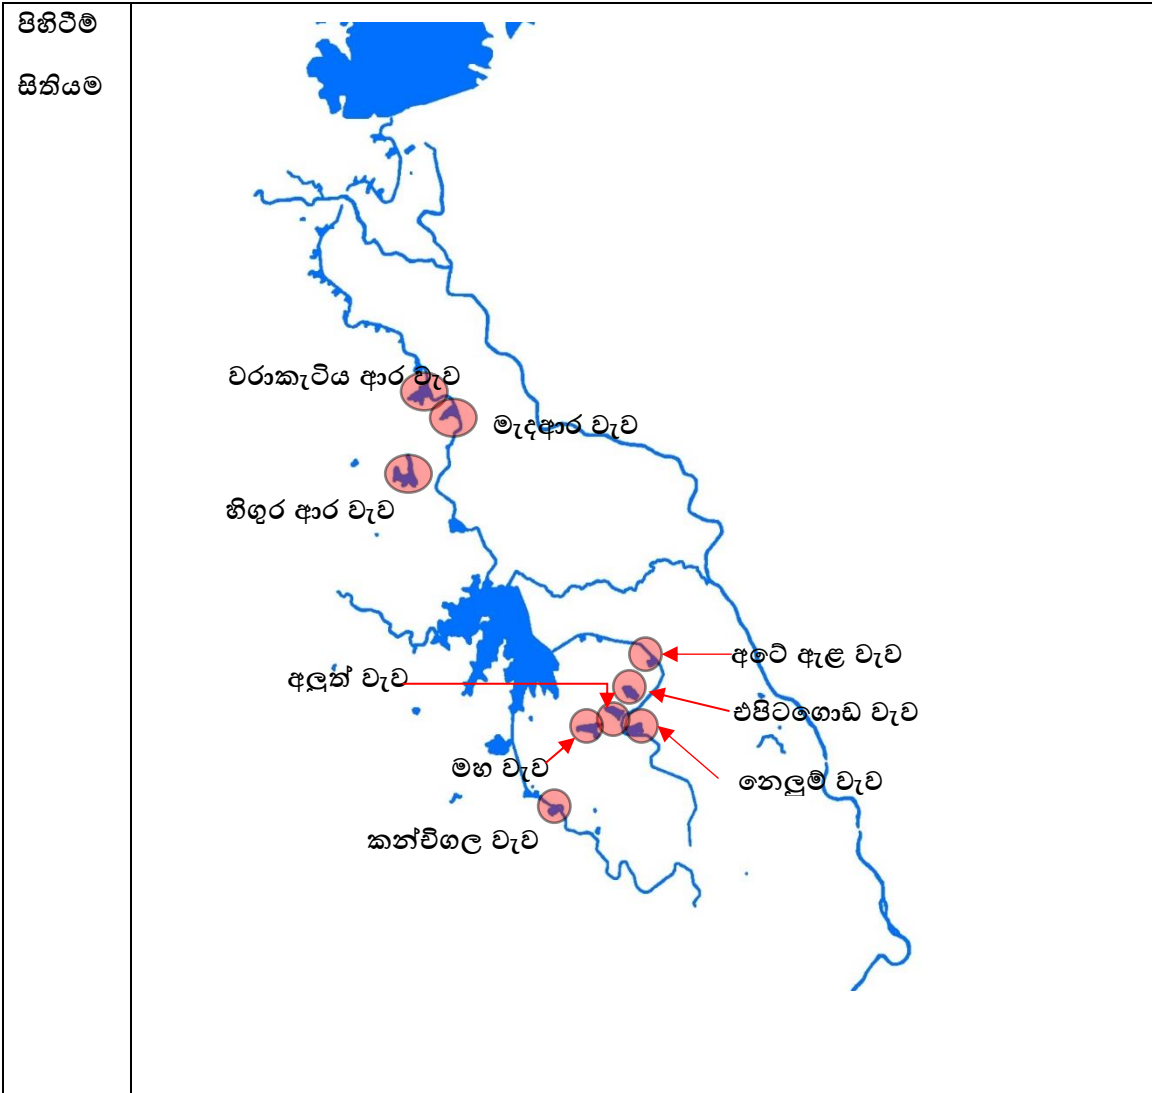 පිහිටීම්
සිතියම
වරාකැටිය ආර වැව
මැදආර වැව
හිගුර ආර වැව
අටේ ඇළ වැව
අලුත් වැව
එපිටගොඩ වැව
මහ වැව
නෙලුම් වැව
කන්චිගල වැව